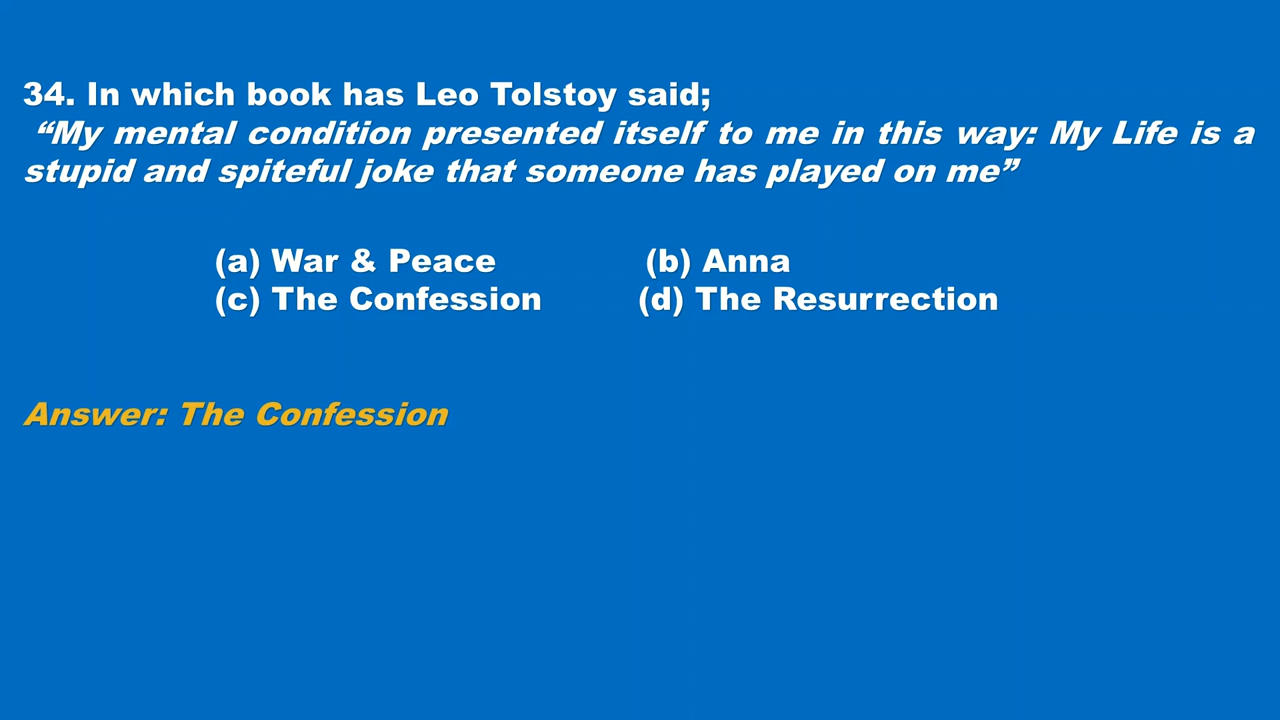 34. In which book has Leo Tolstoy said;
“My mental condition presented itself to me in this way: My Life is a
stupid and spiteful joke that someone has played on me”
(a) War & Peace (b) Anna
(c) The Confession (d) The Resurrection
Answer: The Confession